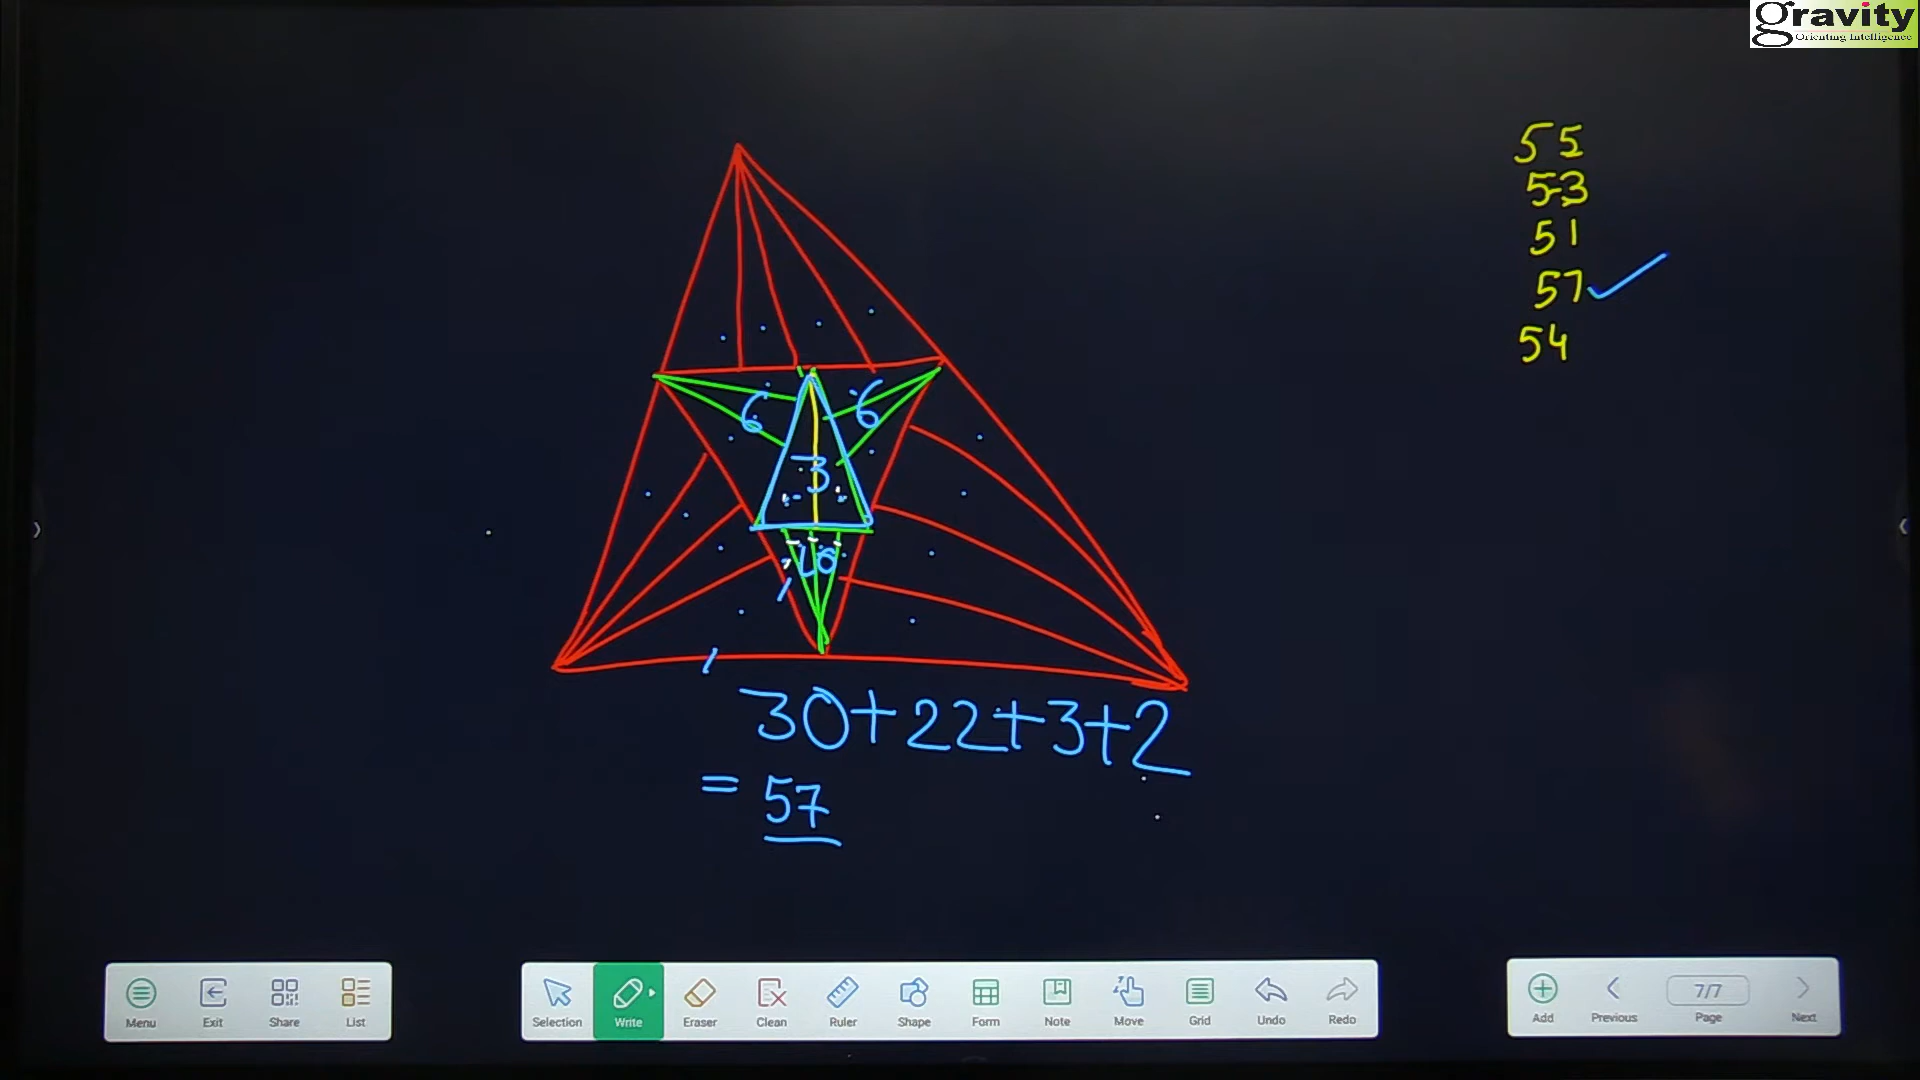 gravity
Orienting Intelligence
55
53
51
57
54
6 6
3
10
30+22+3+2
= 57
Menu Exit Share List
Selection Write Eraser Clean Ruler Shape Form Note Move Grid Undo Redo
Add Previous 7/7 Page Next